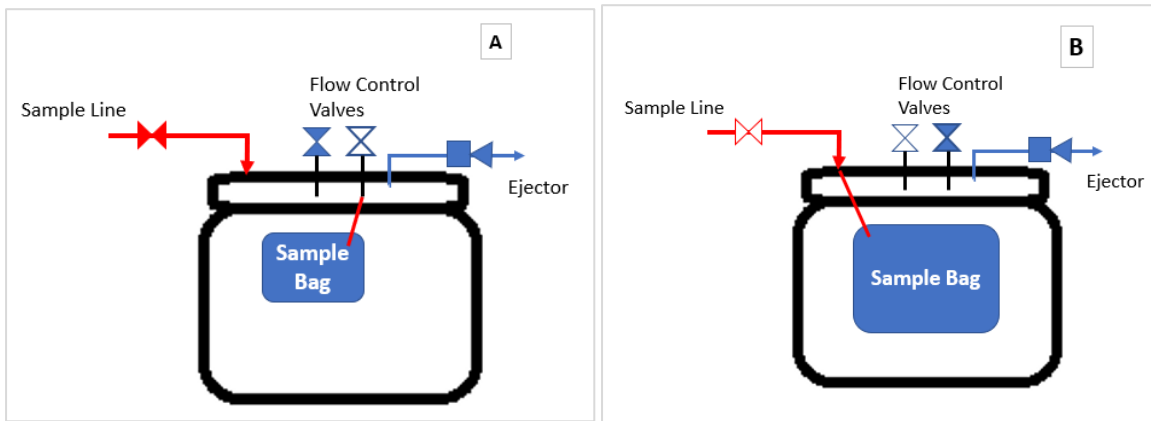 A
Flow Control
Valves
Sample Line
Ejector
Sample
Bag
B
Flow Control
Valves
Sample Line
Ejector
Sample Bag